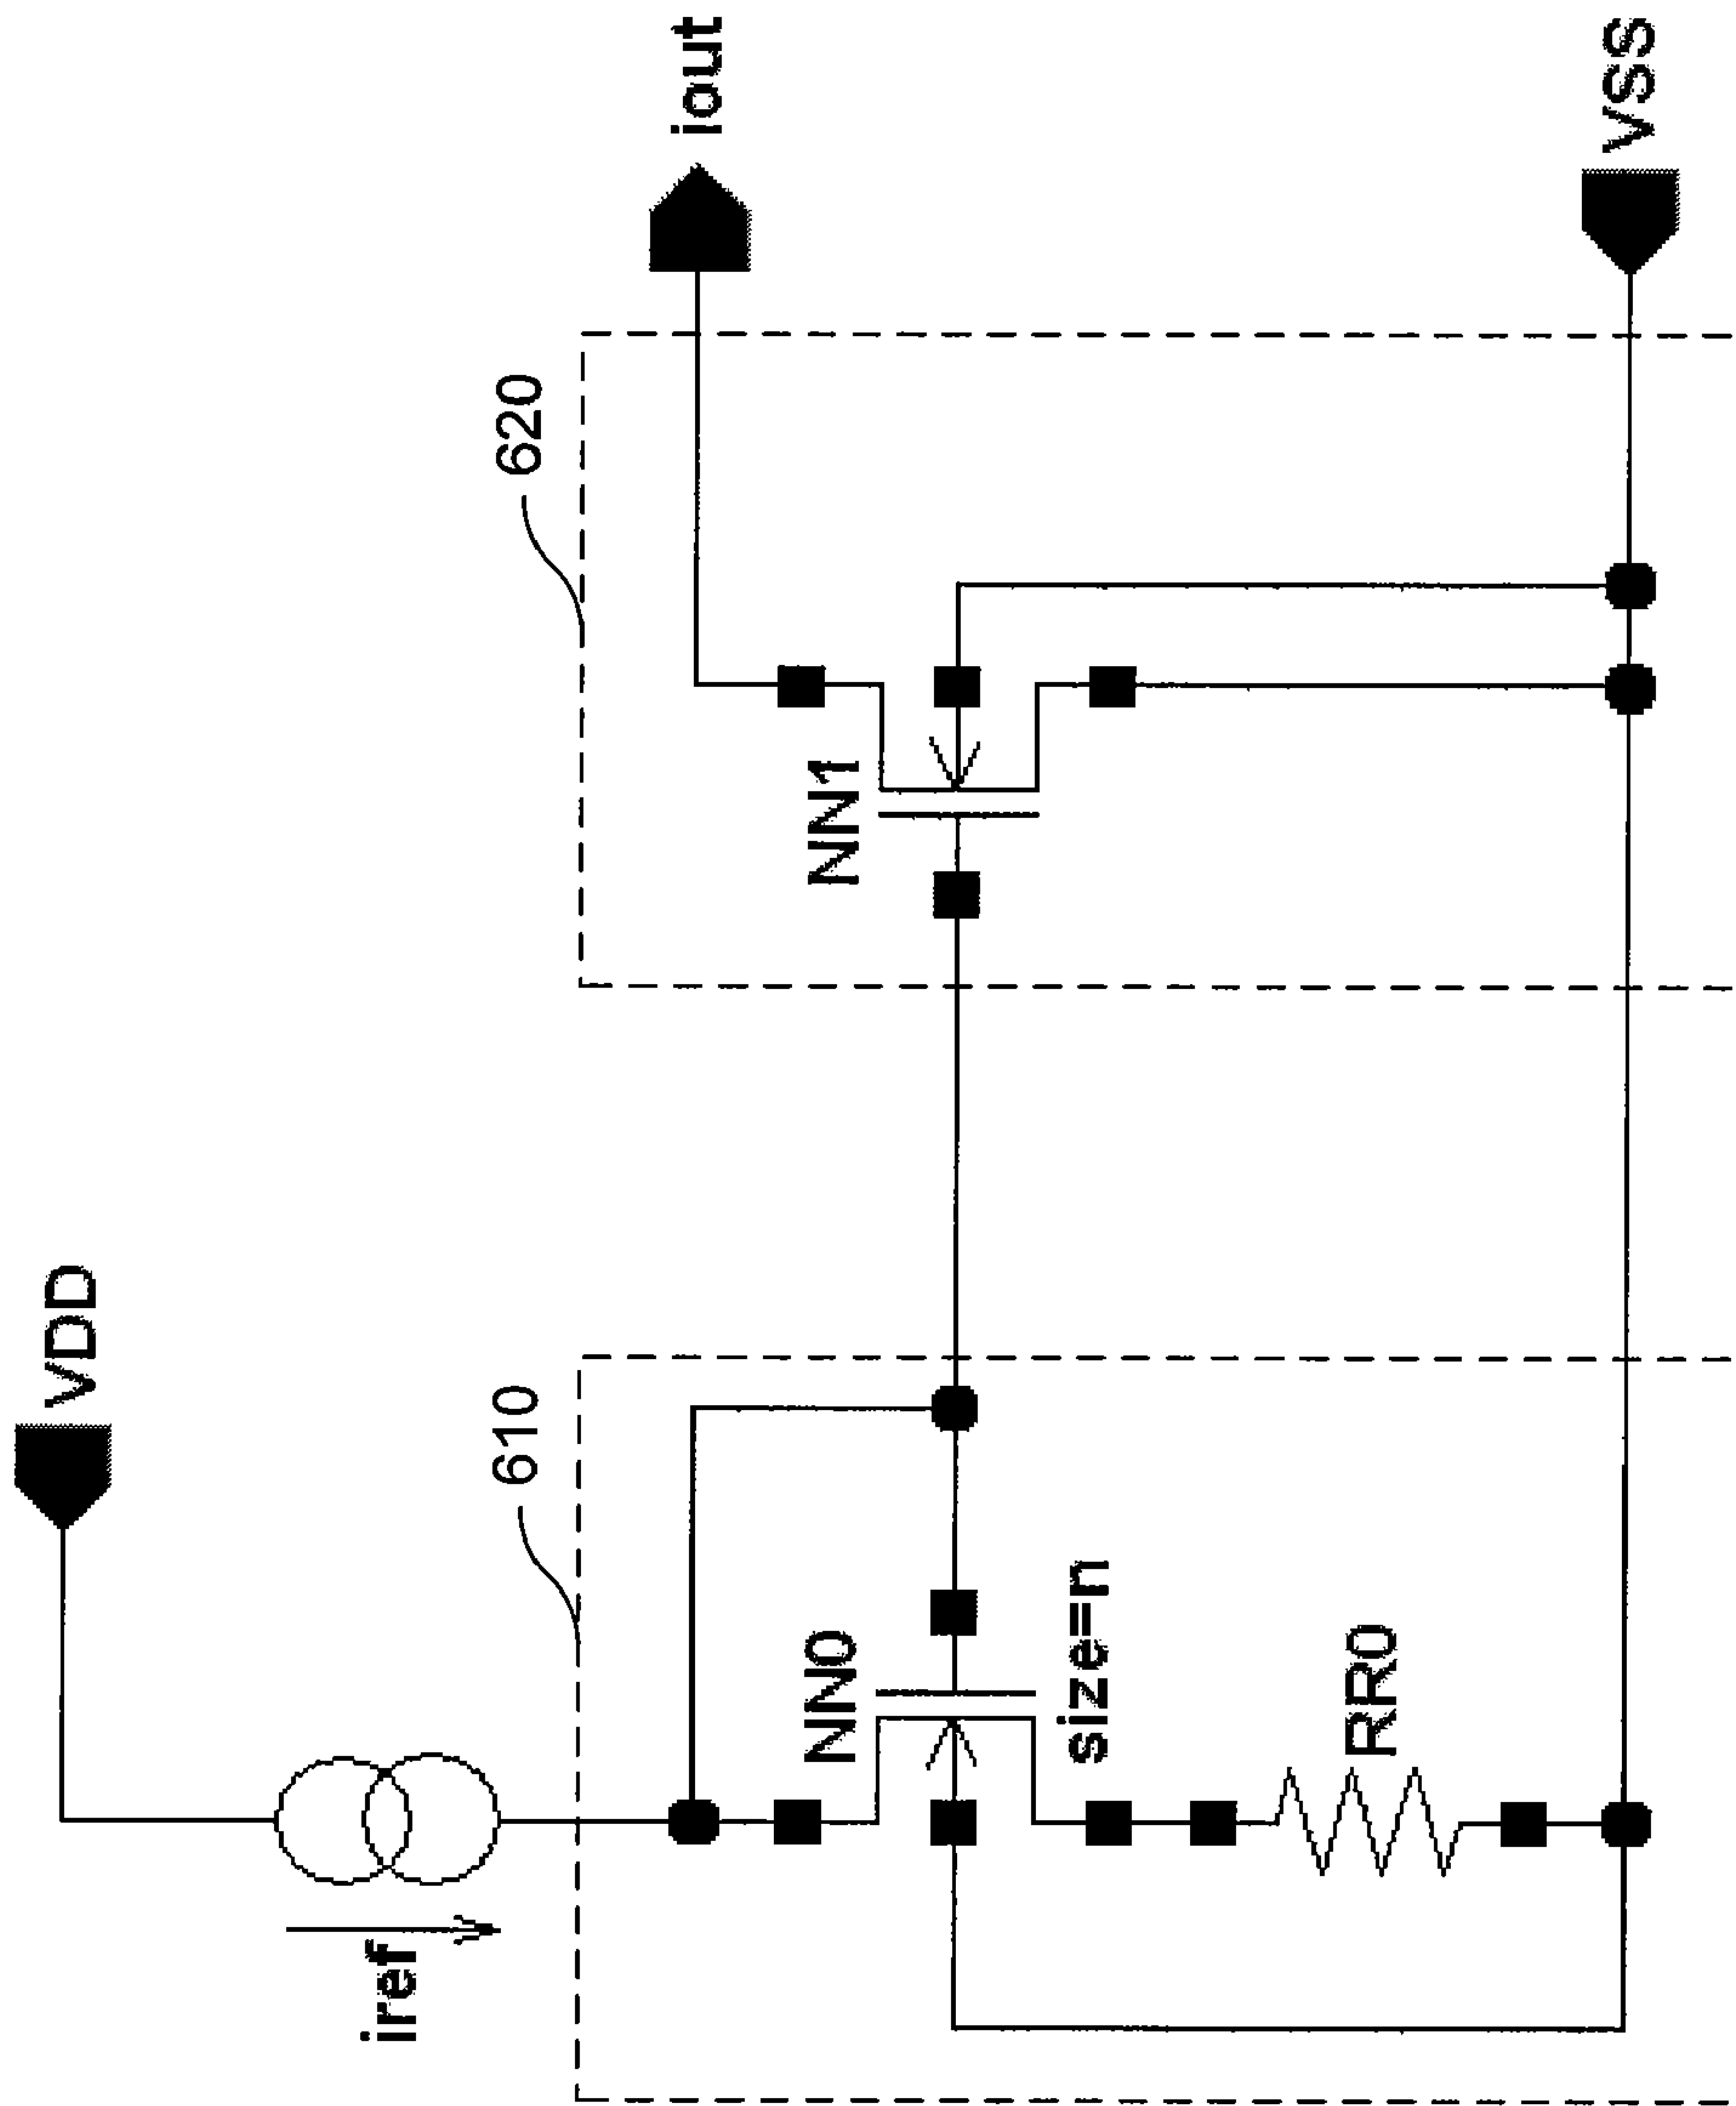 VDD
iref
610
NN0
size=n
RR0
620
NN1
iout
VSS